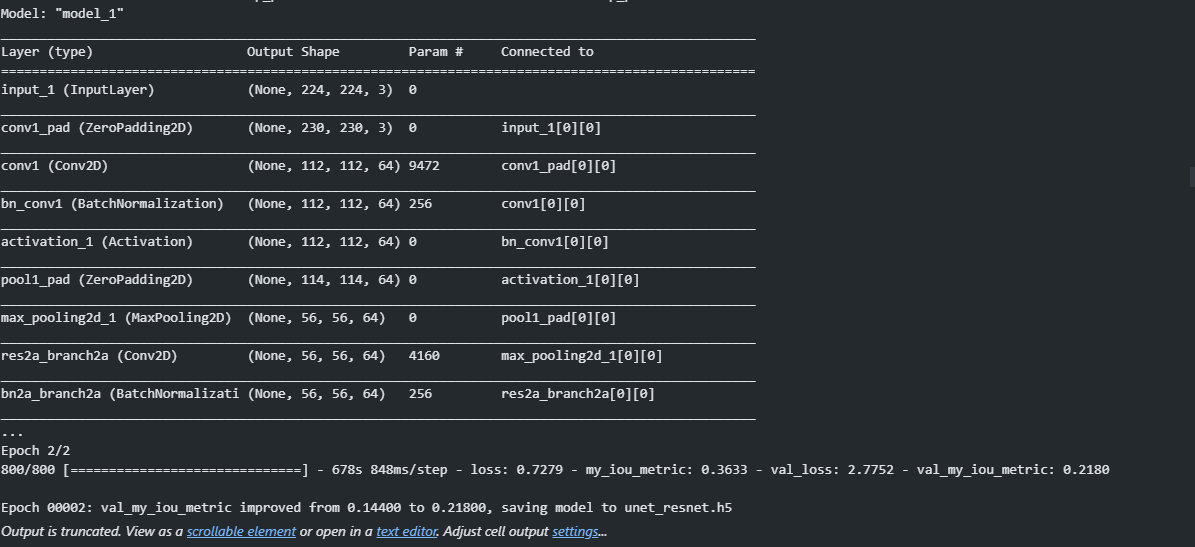 Model: "model_1"
Layer (type) Output Shape Param # Connected to
input_1 (InputLayer) (None, 224, 224, 3) 0
conv1_pad (ZeroPadding2D) (None, 230, 230, 3) 0 input_1[0][0]
conv1 (Conv2D) (None, 112, 112, 64) 9472 conv1_pad[0][0]
bn_conv1 (BatchNormalization) (None, 112, 112, 64) 256 conv1[0][0]
activation_1 (Activation) (None, 112, 112, 64) 0 bn_conv1[0][0]
pool1_pad (ZeroPadding2D) (None, 114, 114, 64) 0 activation_1[0][0]
max_pooling2d_1 (MaxPooling2D) (None, 56, 56, 64) 0 pool1_pad[0][0]
res2a_branch2a (Conv2D) (None, 56, 56, 64) 4160 max_pooling2d_1[0][0]
bn2a_branch2a (BatchNormalizati (None, 56, 56, 64) 256 res2a_branch2a[0][0]
...
Epoch 2/2
800/800 [==============================] - 678s 848ms/step - loss: 0.7279 - my_iou_metric: 0.3633 - val_loss: 2.7752 - val_my_iou_metric: 0.2180
Epoch 00002: val_my_iou_metric improved from 0.14400 to 0.21800, saving model to unet_resnet.h5
Output is truncated. View as a scrollable element or open in a text editor. Adjust cell output settings...